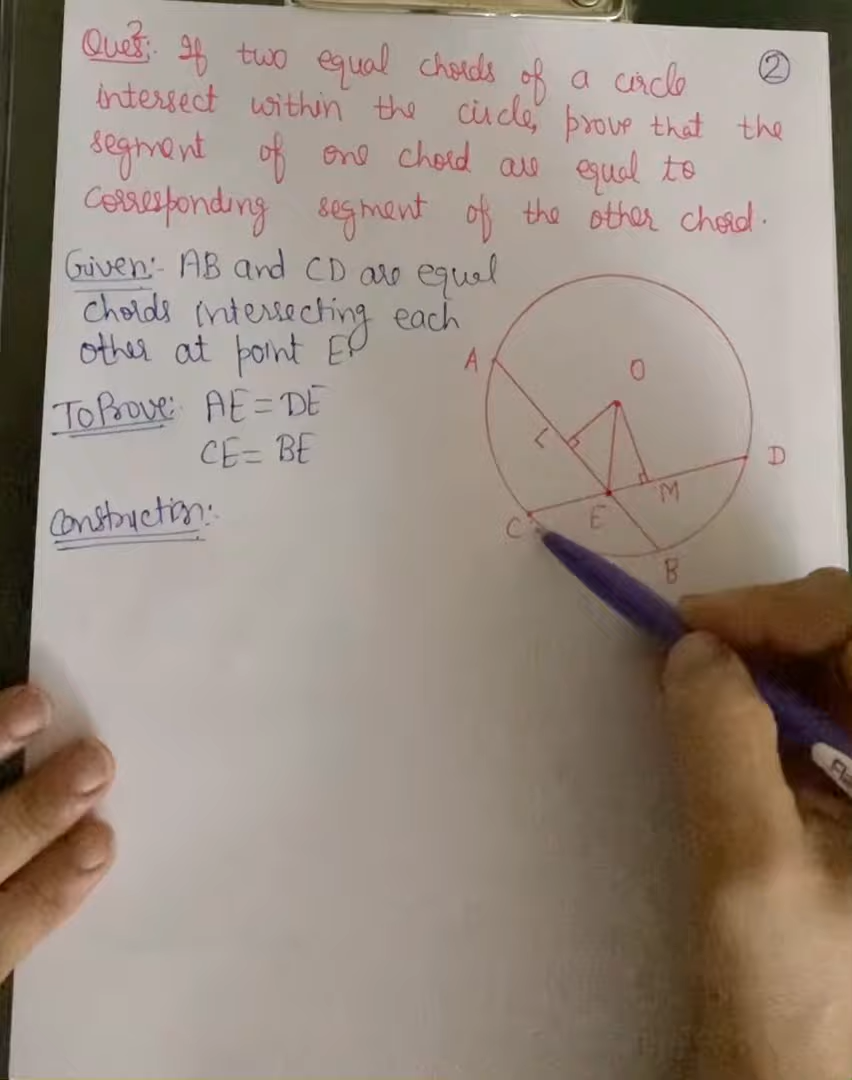 Ques:- If two equal chords of a circle
②
intersect within the circle, prove that the
segment of one chord are equal to
corresponding segment of the other chord.
Given:- AB and CD are equal
chords intersecting each
other at point E.
To Prove: AE = DE
CE = BE
Construction:-
A
O
L
D
M
E
C
B